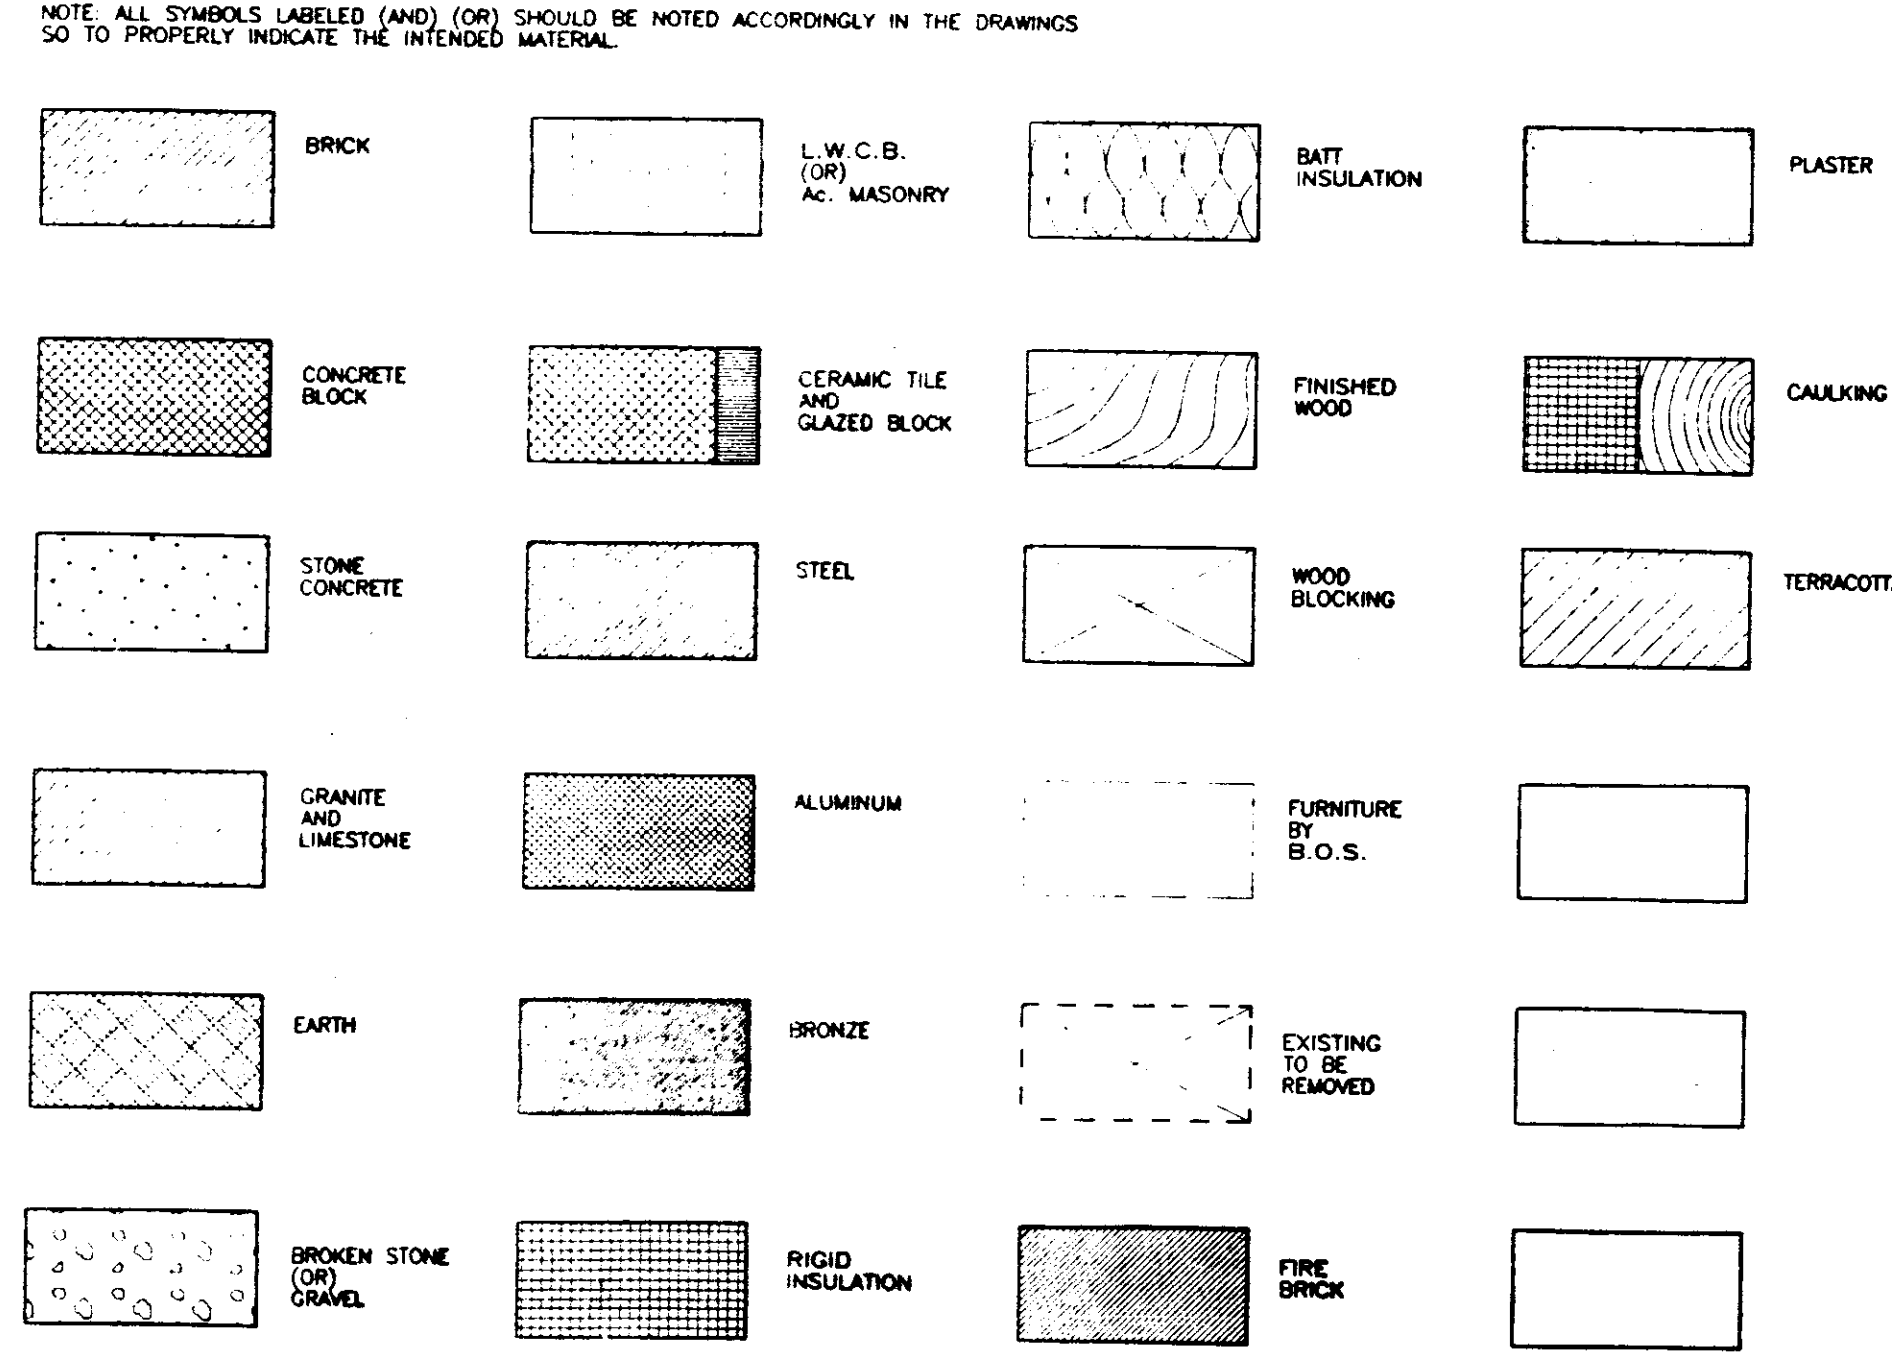 NOTE: ALL SYMBOLS LABELED (AND) (OR) SHOULD BE NOTED ACCORDINGLY IN THE DRAWINGS
SO TO PROPERLY INDICATE THE INTENDED MATERIAL.
BRICK
L.W.C.B.
(OR)
Ac. MASONRY
BATT
INSULATION
PLASTER
CONCRETE
BLOCK
CERAMIC TILE
AND
GLAZED BLOCK
FINISHED
WOOD
CAULKING
STONE
CONCRETE
STEEL
WOOD
BLOCKING
TERRACOTT
GRANITE
AND
LIMESTONE
ALUMINUM
FURNITURE
BY
B.O.S.
EARTH
BRONZE
EXISTING
TO BE
REMOVED
BROKEN STONE
(OR)
GRAVEL
RIGID
INSULATION
FIRE
BRICK